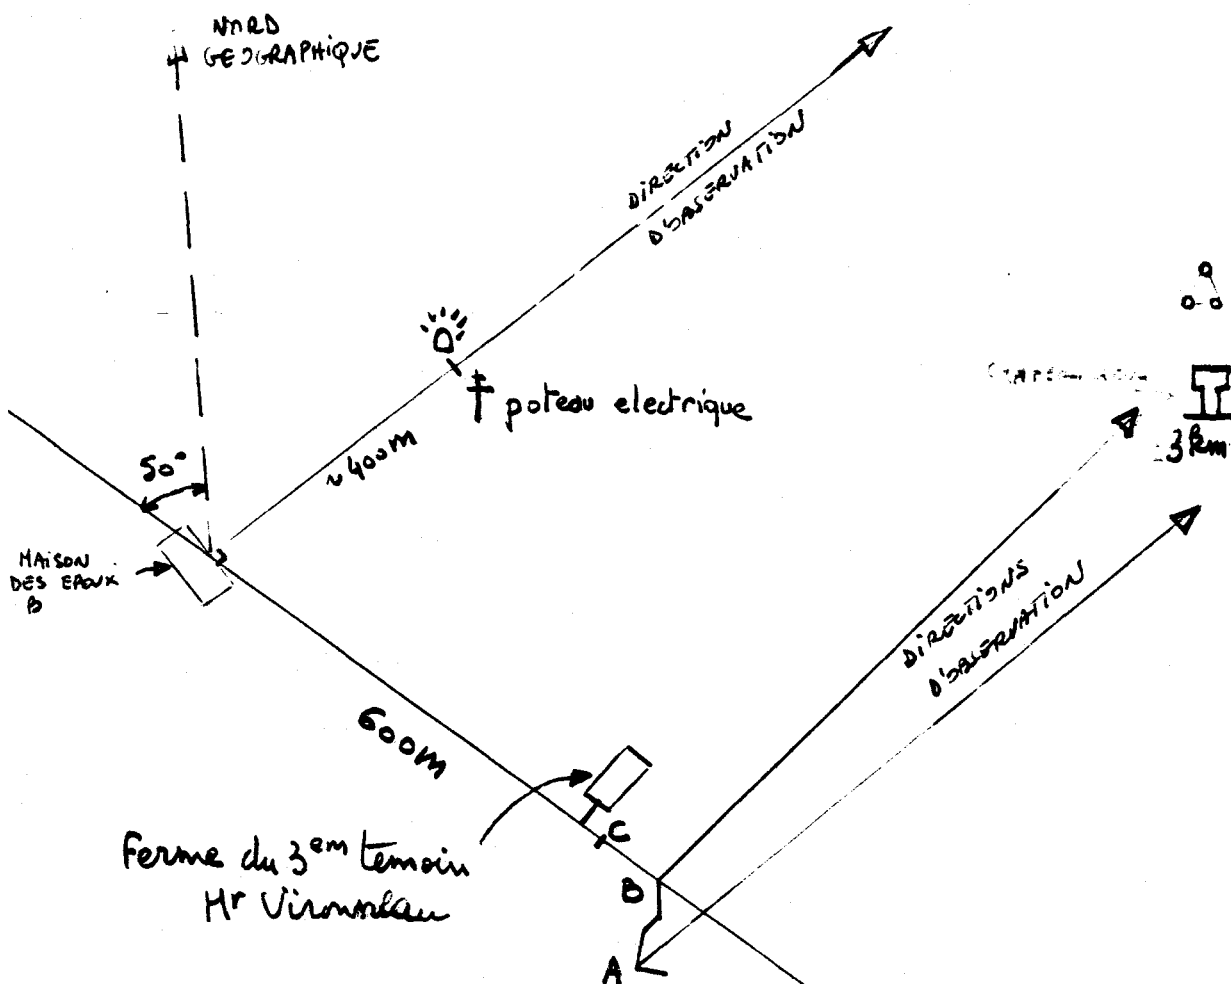 NORD
GEOGRAPHIQUE
DIRECTION
D'OBSERVATION
poteau electrique
~400m
3km
50°
MAISON
DES EAUX
B
DIRECTIONS
D'OBSERVATION
600m
C
Ferme du 3em temoin
Mr
B
A